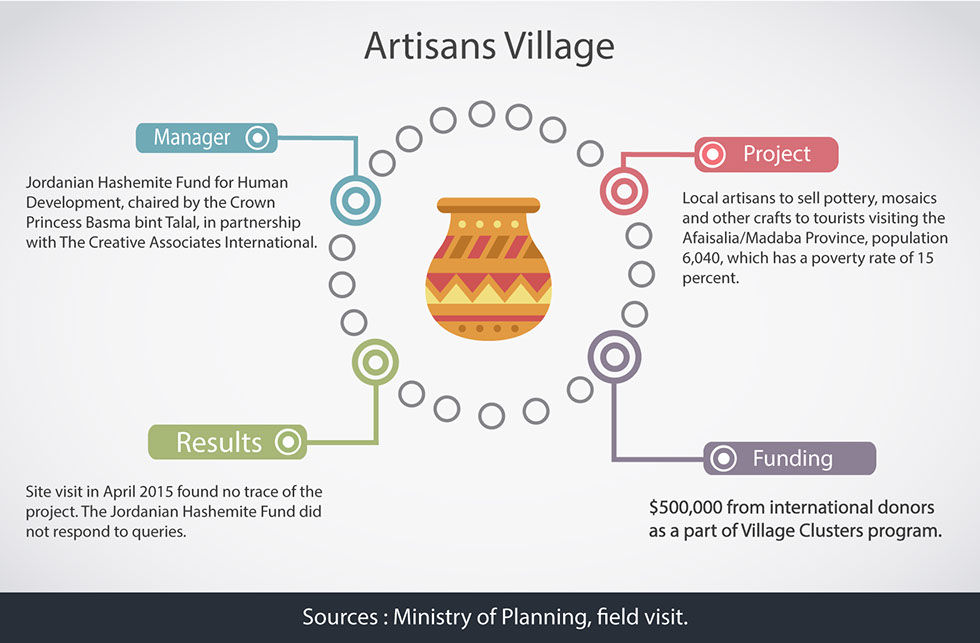 Artisans Village
Manager
Jordanian Hashemite Fund for Human
Development, chaired by the Crown
Princess Basma bint Talal, in partnership
with The Creative Associates International.
Project
Local artisans to sell pottery, mosaics
and other crafts to tourists visiting the
Afaisalia/Madaba Province, population
6,040, which has a poverty rate of 15
percent.
Results
Site visit in April 2015 found no trace of the
project. The Jordanian Hashemite Fund did
not respond to queries.
Funding
$500,000 from international donors
as a part of Village Clusters program.
Sources : Ministry of Planning, field visit.